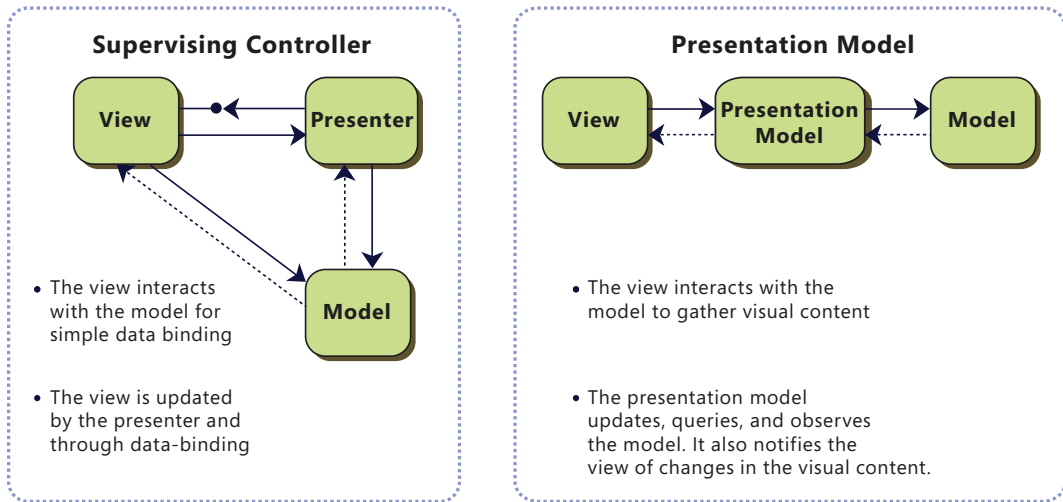 Supervising Controller
View
Presenter
Model
• The view interacts
with the model for
simple data binding
• The view is updated
by the presenter and
through data-binding
Presentation Model
View
Presentation
Model
Model
• The view interacts with the
model to gather visual content
• The presentation model
updates, queries, and observes
the model. It also notifies the
view of changes in the visual content.